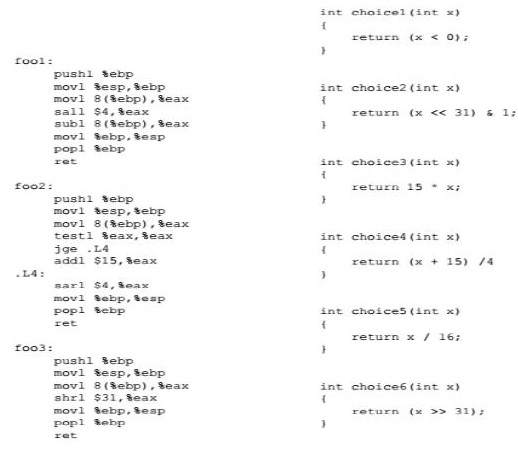 foo1:
pushl %ebp
movl %esp,%ebp
movl 8(%ebp),%eax
sall $4,%eax
subl 8(%ebp),%eax
movl %ebp,%esp
popl %ebp
ret
foo2:
pushl %ebp
movl %esp,%ebp
movl 8(%ebp),%eax
testl %eax,%eax
jge .L4
addl $15,%eax
.L4:
sarl $4,%eax
movl %ebp,%esp
popl %ebp
ret
foo3:
pushl %ebp
movl %esp,%ebp
movl 8(%ebp),%eax
shrl $31,%eax
movl %ebp,%esp
popl %ebp
ret
int choice1(int x)
{
return (x < 0);
}
int choice2(int x)
{
return (x << 31) & 1;
}
int choice3(int x)
{
return 15 * x;
}
int choice4(int x)
{
return (x + 15) /4
}
int choice5(int x)
{
return x / 16;
}
int choice6(int x)
{
return (x >> 31);
}